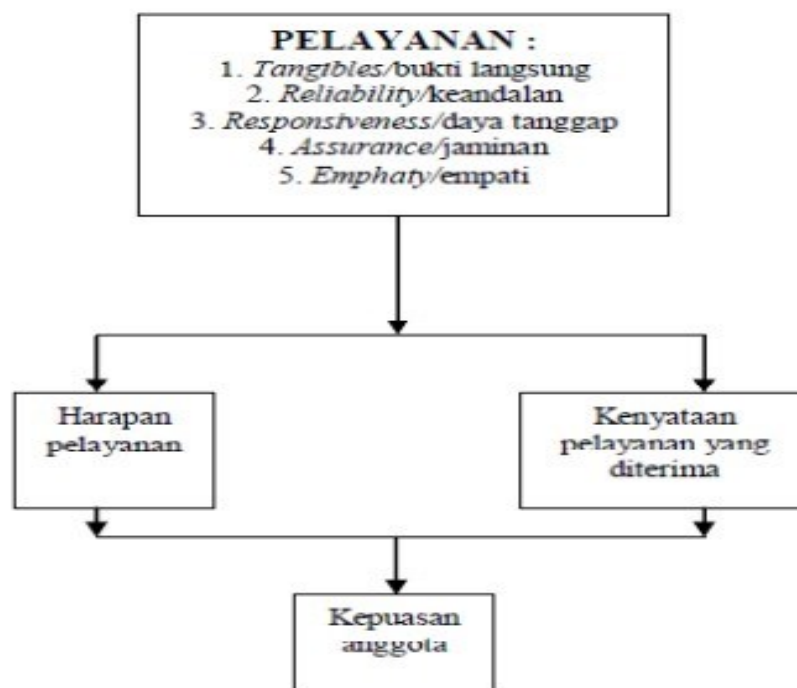 PELAYANAN :
1. Tangibles/bukti langsung
2. Reliability/keandalan
3. Responsiveness/daya tanggap
4. Assurance/jaminan
5. Emphaty/empati
Harapan
pelayanan
Kenyataan
pelayanan yang
diterima
Kepuasan
anggota